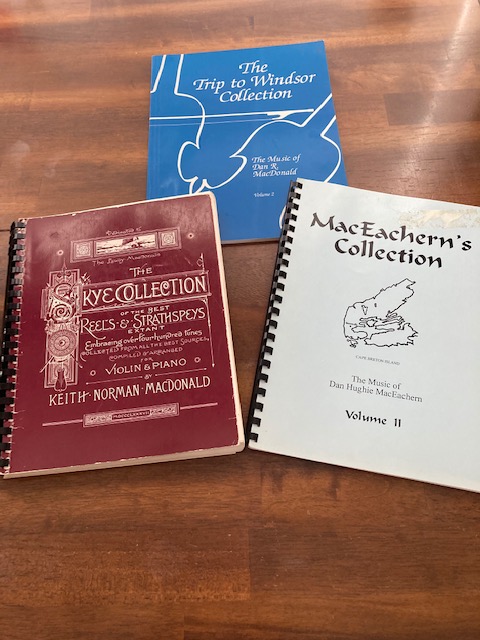 The
Trip to Windsor
Collection
The Music of
Dan R.
MacDonald
Volume 2
THE
SKYE COLLECTION
OF THE BEST
REELS & STRATHSPEYS
EXTANT
Embracing over four hundred Tunes
COLLECTED FROM ALL THE BEST SOURCES,
COMPILED & ARRANGED
FOR
VIOLIN & PIANO
BY
KEITH NORMAN MACDONALD
MDCCCLXXXVII
MacEachern's
Collection
CAPE BRETON ISLAND
The Music of
Dan Hughie MacEachern
Volume II